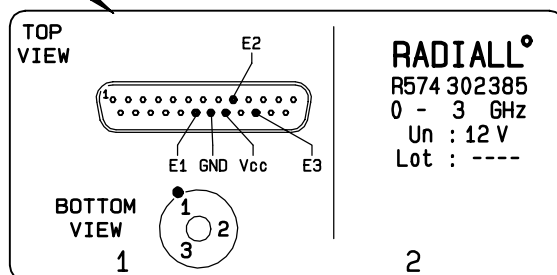 TOP
VIEW
E2
1
E1 GND Vcc E3
BOTTOM
VIEW
1
2
3
1
RADIALL°
R574 302385
0 - 3 GHz
Un : 12 V
Lot : ----
2